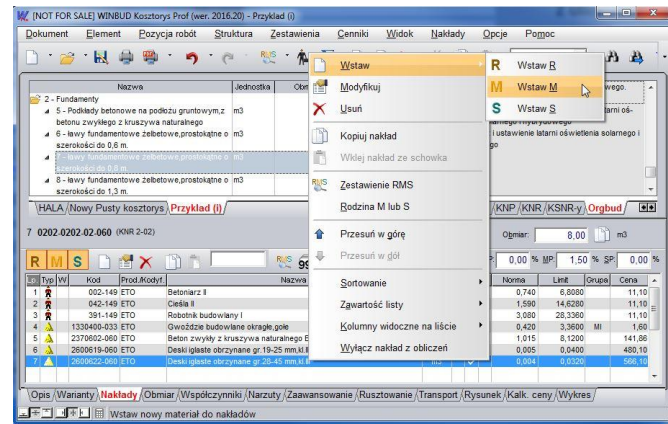 [NOT FOR SALE] WINBUD Kosztorys Prof (wer. 2016.20) - Przykład (i)
Dokument Element Pozycja robót Struktura Zestawienia Cenniki Widok Nakłady Opcje Pomoc
Nazwa Jednostka
2 - Fundamenty
5 - Podkłady betonowe na podłożu gruntowym,z m3
betonu zwykłego z kruszywa naturalnego
6 - ławy fundamentowe żelbetowe,prostokątne o m3
szerokości do 0,6 m.
7 - ławy fundamentowe żelbetowe,prostokątne o m3
szerokości do 0,8 m.
8 - ławy fundamentowe żelbetowe,prostokątne o m3
szerokości do 1,3 m.
i ustawienie latarni oświetlenia solarnego i
Wstaw
Modyfikuj
Usuń
Kopiuj nakład
Wklej nakład ze schowka
RMS Zestawienie RMS
Rodzina M lub S
Przesuń w górę
Przesuń w dół
Sortowanie
Zawartość listy
Kolumny widoczne na liście
Wyłącz nakład z obliczeń
R Wstaw R
M Wstaw M
S Wstaw S
HALA Nowy Pusty kosztorys Przykład (i) KNP KNR KSNR-y Orgbud
7 0202-0202-02-060 (KNR 2-02) Obmiar: 8,00 m3
R M S 0,00 % MP: 1,50 % SP: 0,00 %
Lp. Typ W Kod Prod./Kodyf. Nazwa Norma Limit Grupa Cena
1 002-149 ETO Betoniarz II 0,740 6,8080 11,10
2 042-149 ETO Cieśla II 1,590 14,6280 11,10
3 391-149 ETO Robotnik budowlany I 3,080 28,3360 11,10
4 1330400-033 ETO Gwoździe budowlane okrągłe,gołe 0,420 3,3600 MI 1,60
5 2370602-060 ETO Beton zwykły z kruszywa naturalnego 1,015 8,1200 141,86
6 2600619-060 ETO Deski iglaste obrzynane gr.19-25 mm,kl. 0,005 0,0400 480,10
7 2600622-060 ETO Deski iglaste obrzynane gr.28-45 mm,kl. m3 0,004 0,0320 566,10
Opis Warianty Nakłady Obmiar Współczynniki Narzuty Zaawansowanie Rusztowanie Transport Rysunek Kalk. ceny Wykres
Wstaw nowy materiał do nakładów